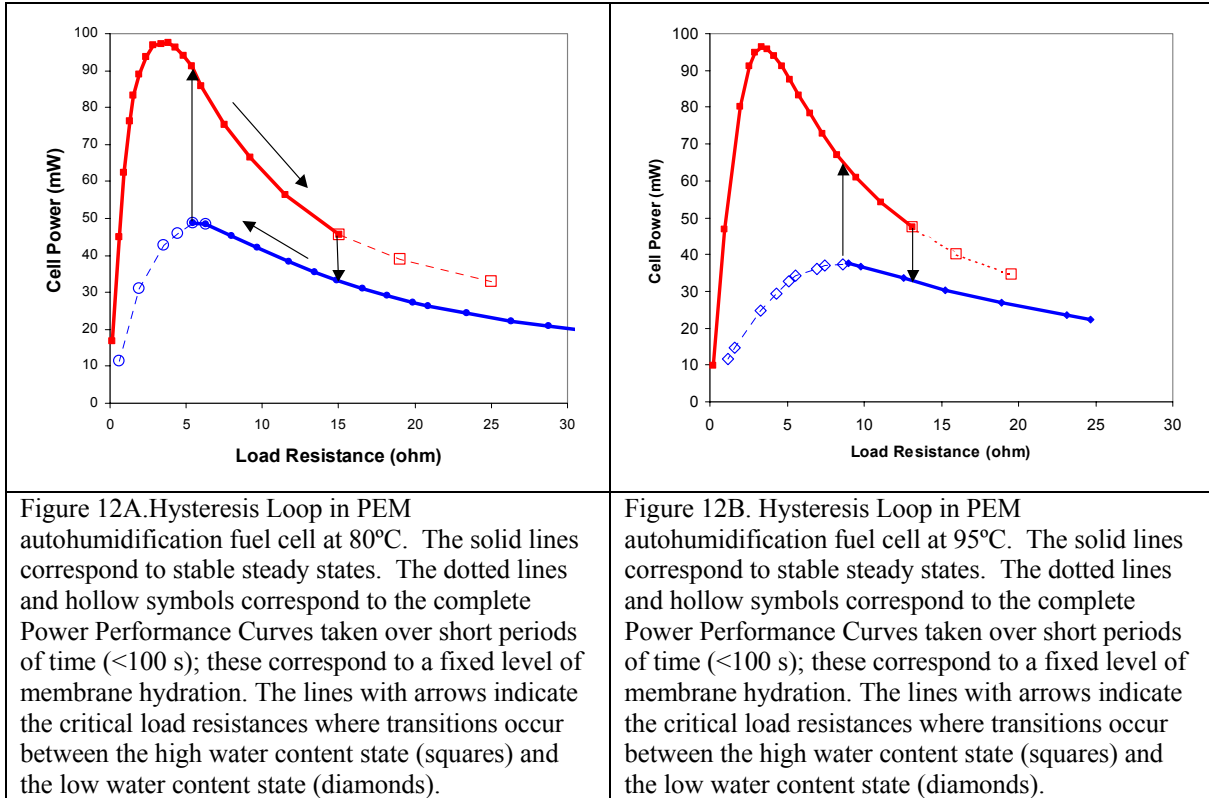 100
90
80
70
60
50
40
30
20
10
0
Cell Power (mW)
0 5 10 15 20 25 30
Load Resistance (ohm)
100
90
80
70
60
50
40
30
20
10
0
Cell Power (mW)
0 5 10 15 20 25 30
Load Resistance (ohm)
Figure 12A.Hysteresis Loop in PEM
autohumidification fuel cell at 80ºC.  The solid lines
correspond to stable steady states.  The dotted lines
and hollow symbols correspond to the complete
Power Performance Curves taken over short periods
of time (<100 s); these correspond to a fixed level of
membrane hydration. The lines with arrows indicate
the critical load resistances where transitions occur
between the high water content state (squares) and
the low water content state (diamonds).
Figure 12B. Hysteresis Loop in PEM
autohumidification fuel cell at 95ºC.  The solid lines
correspond to stable steady states.  The dotted lines
and hollow symbols correspond to the complete
Power Performance Curves taken over short periods
of time (<100 s); these correspond to a fixed level of
membrane hydration. The lines with arrows indicate
the critical load resistances where transitions occur
between the high water content state (squares) and
the low water content state (diamonds).